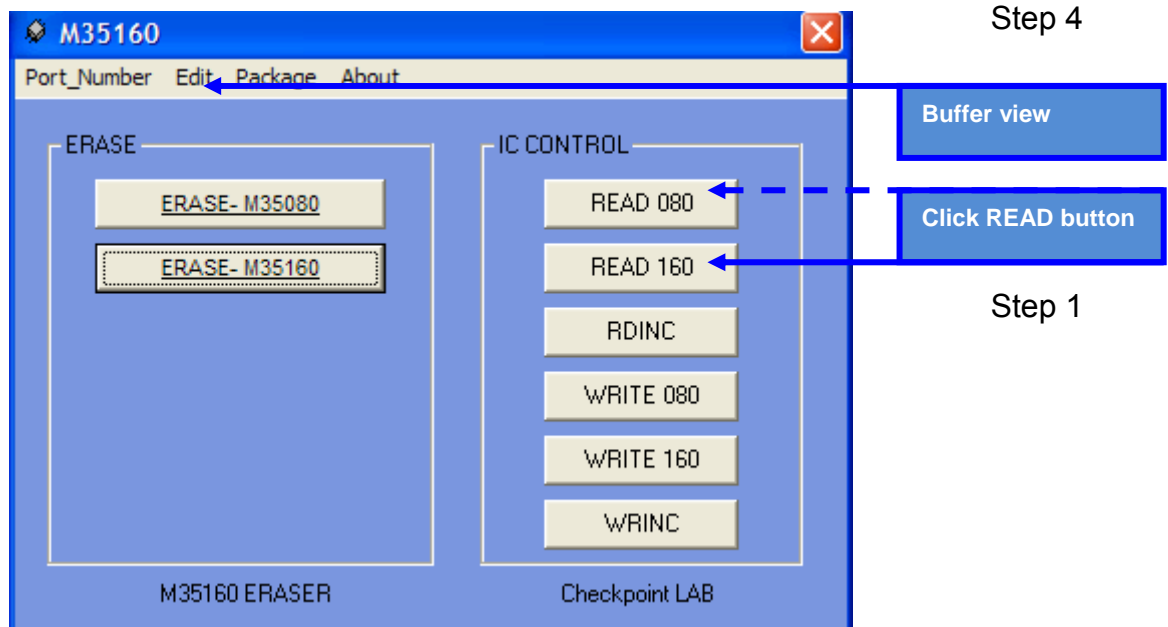 M35160
Step 4
Port_Number Edit Package About
Buffer view
ERASE
IC CONTROL
ERASE- M35080
READ 080
Click READ button
ERASE- M35160
READ 160
Step 1
RDINC
WRITE 080
WRITE 160
WRINC
M35160 ERASER
Checkpoint LAB